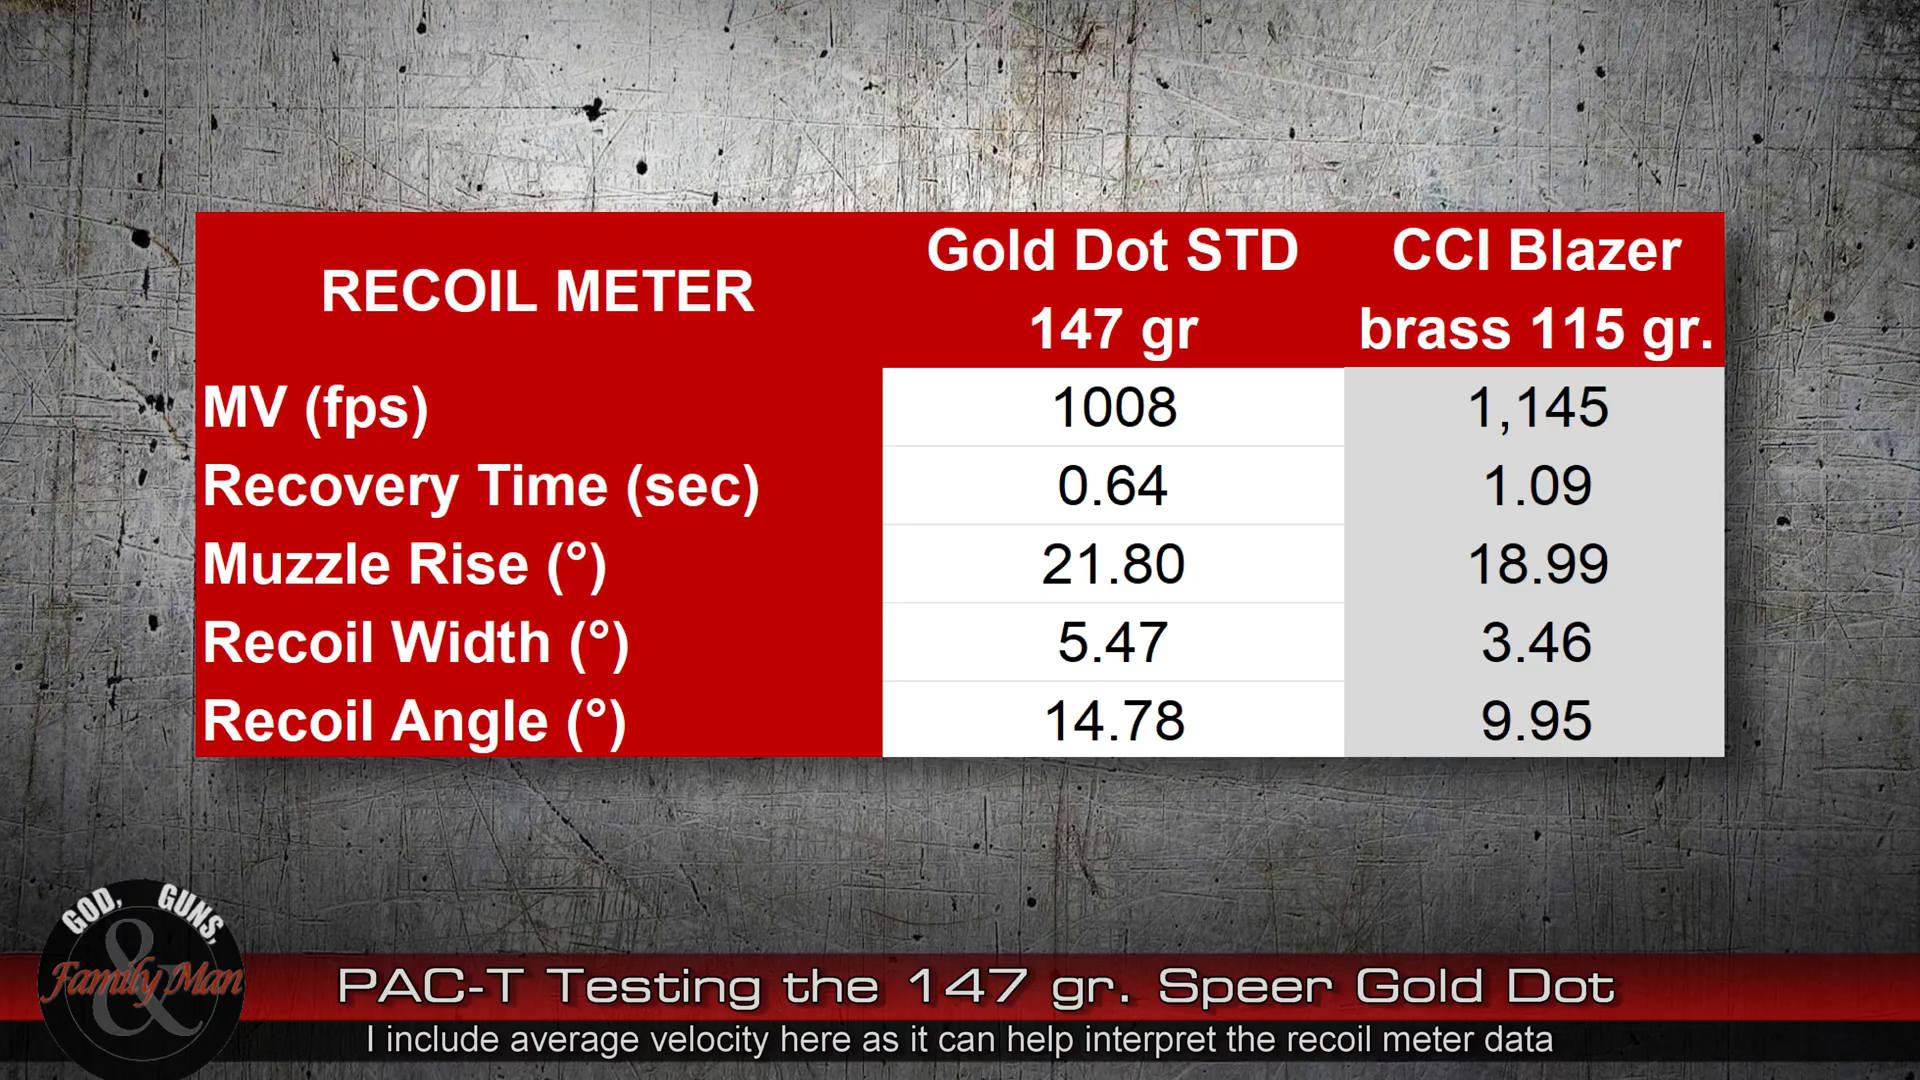 RECOIL METER
Gold Dot STD
147 gr
CCI Blazer
brass 115 gr.
MV (fps) 1008 1,145
Recovery Time (sec) 0.64 1.09
Muzzle Rise (°) 21.80 18.99
Recoil Width (°) 5.47 3.46
Recoil Angle (°) 14.78 9.95
GOD, GUNS,
&
Family Man
PAC-T Testing the 147 gr. Speer Gold Dot
I include average velocity here as it can help interpret the recoil meter data